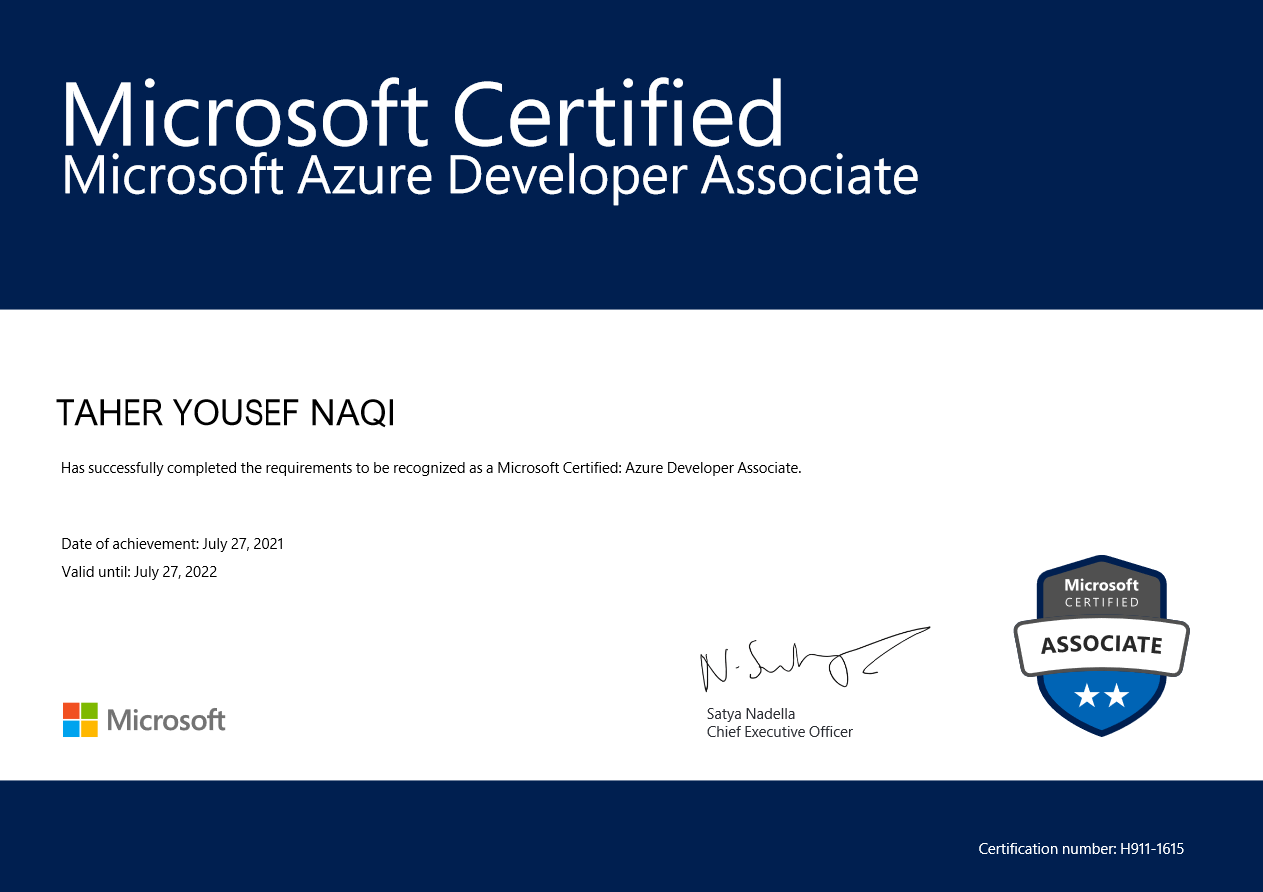 Microsoft Certified
Microsoft Azure Developer Associate
TAHER YOUSEF NAQI
Has successfully completed the requirements to be recognized as a Microsoft Certified: Azure Developer Associate.
Date of achievement: July 27, 2021
Valid until: July 27, 2022
Microsoft
CERTIFIED
ASSOCIATE
Microsoft
Satya Nadella
Chief Executive Officer
Certification number: H911-1615